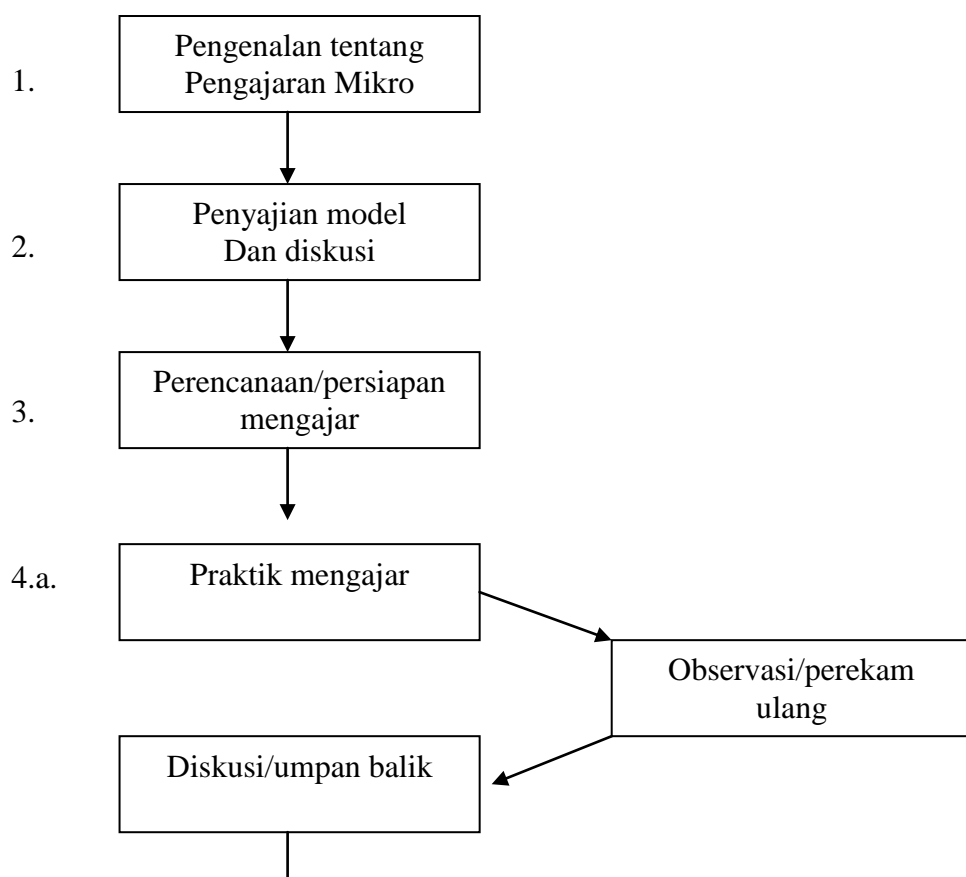 1.
Pengenalan tentang
Pengajaran Mikro
2.
Penyajian model
Dan diskusi
3.
Perencanaan/persiapan
mengajar
4.a.
Praktik mengajar
Observasi/perekam
ulang
Diskusi/umpan balik